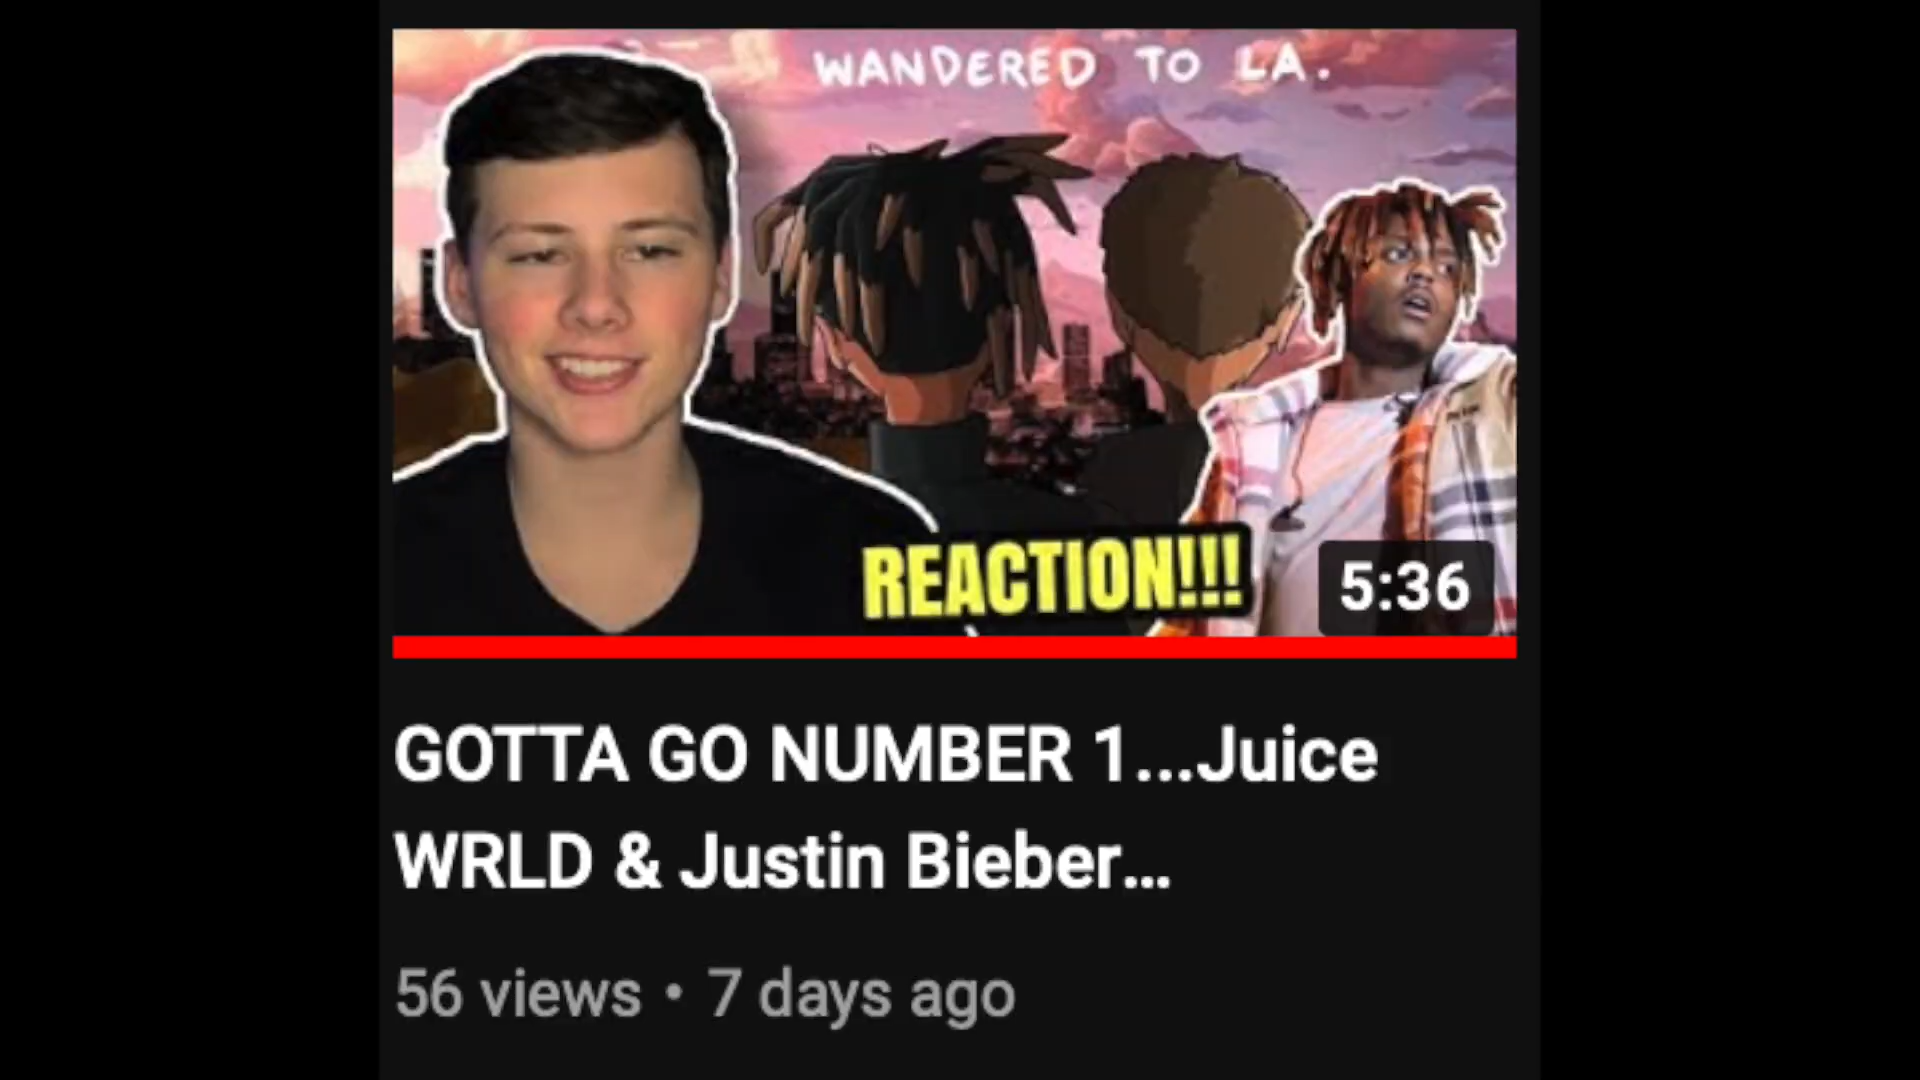 WANDERED TO LA.
REACTION!!!
5:36
GOTTA GO NUMBER 1...Juice
WRLD & Justin Bieber...
56 views • 7 days ago